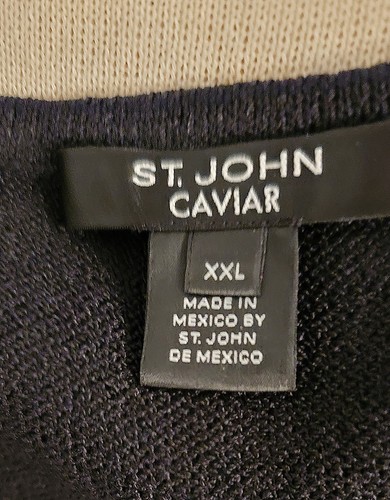 ST. JOHN
CAVIAR
XXL
MADE IN
MEXICO BY
ST. JOHN
DE MEXICO